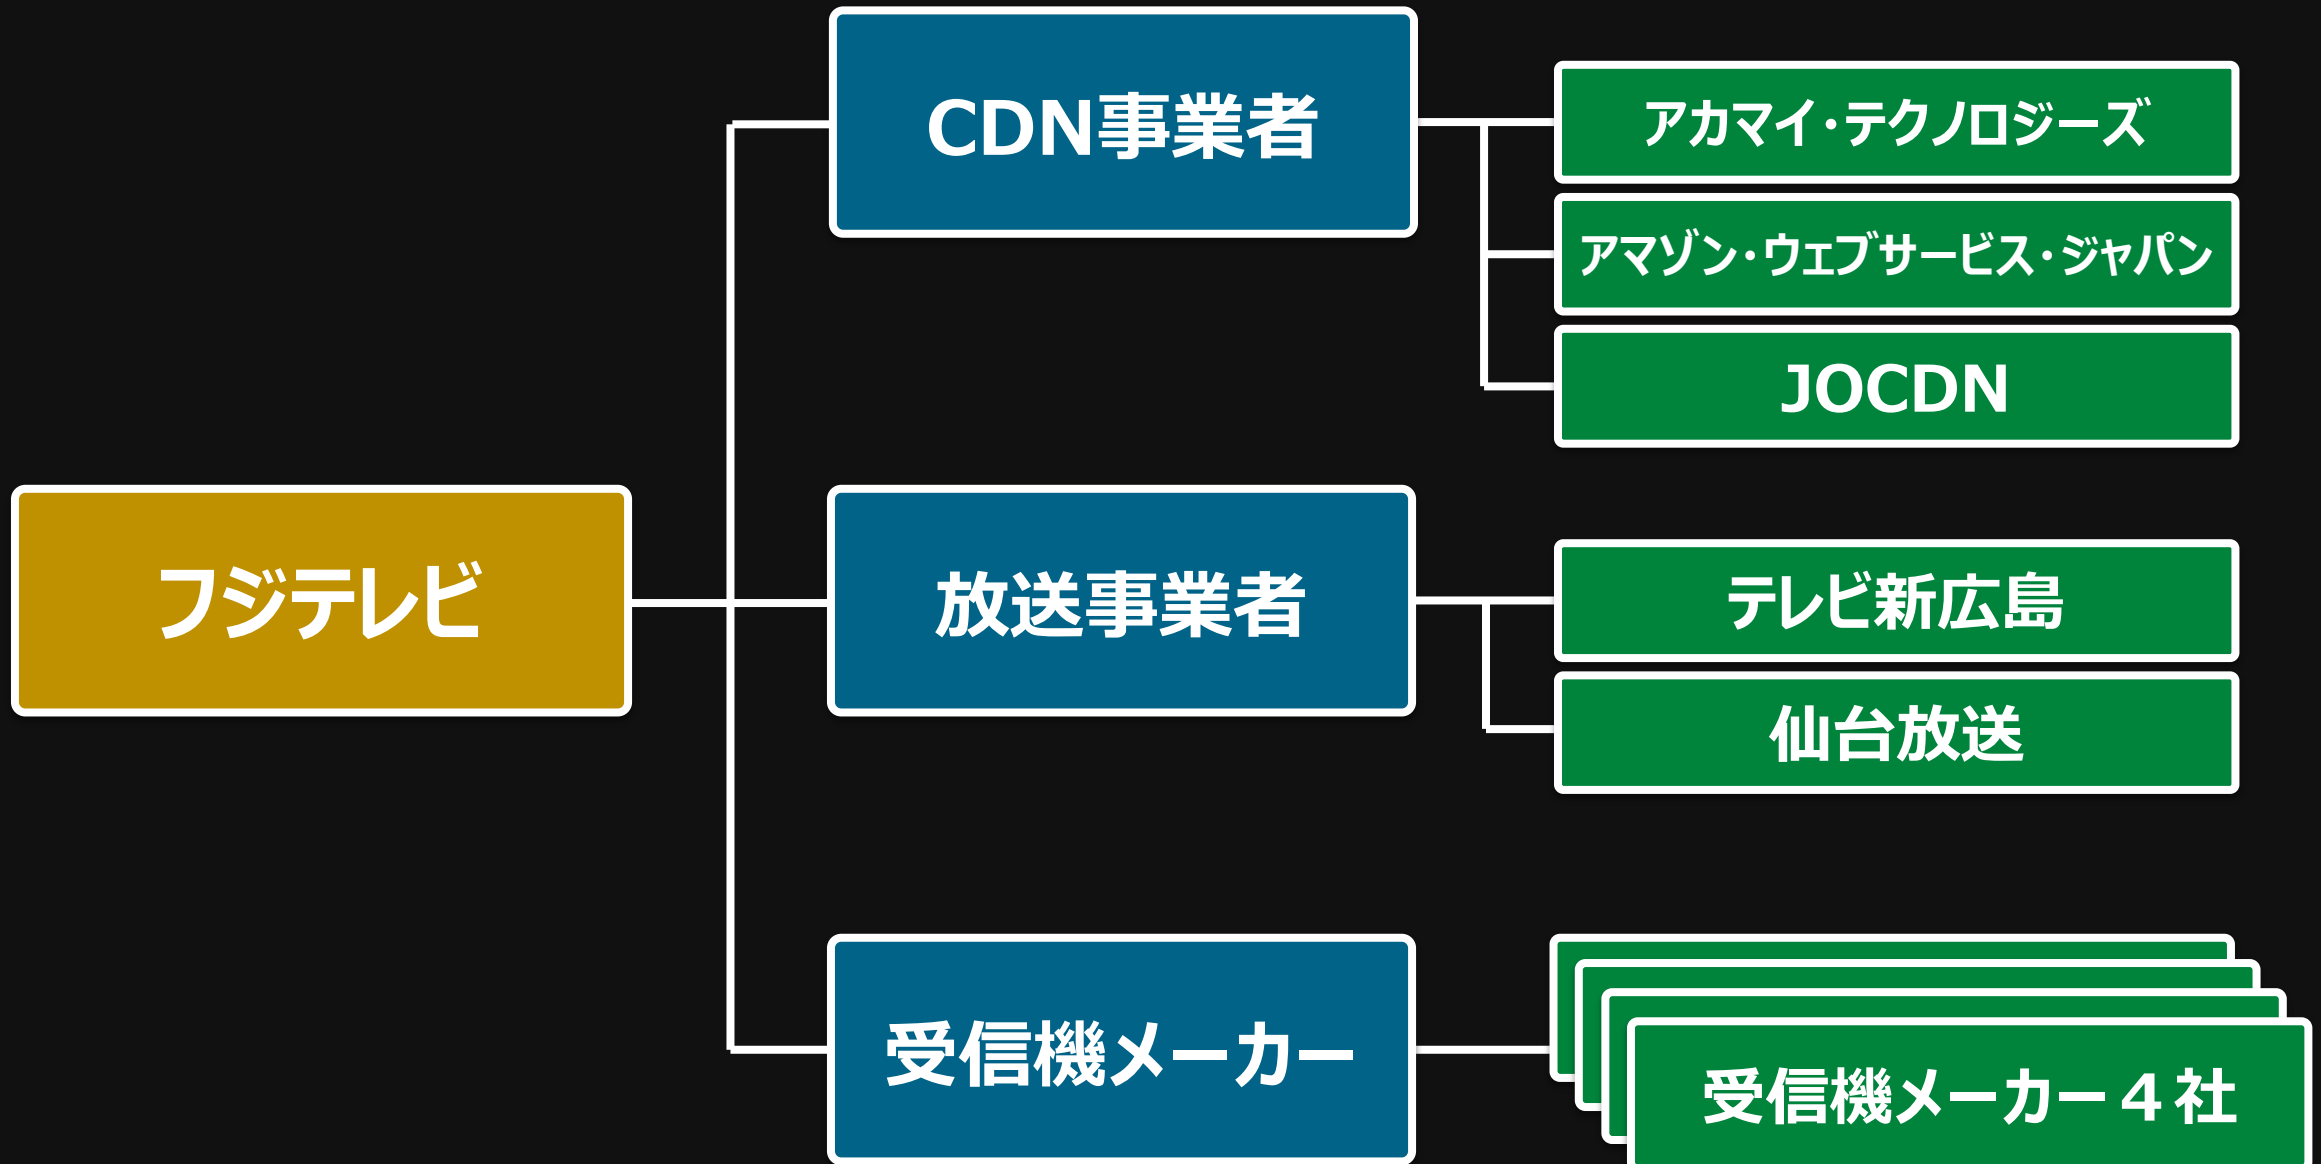 CDN事業者
アカマイ・テクノロジーズ
アマゾン・ウェブサービス・ジャパン
JOCDN
フジテレビ
放送事業者
テレビ新広島
仙台放送
受信機メーカー
受信機メーカー４社